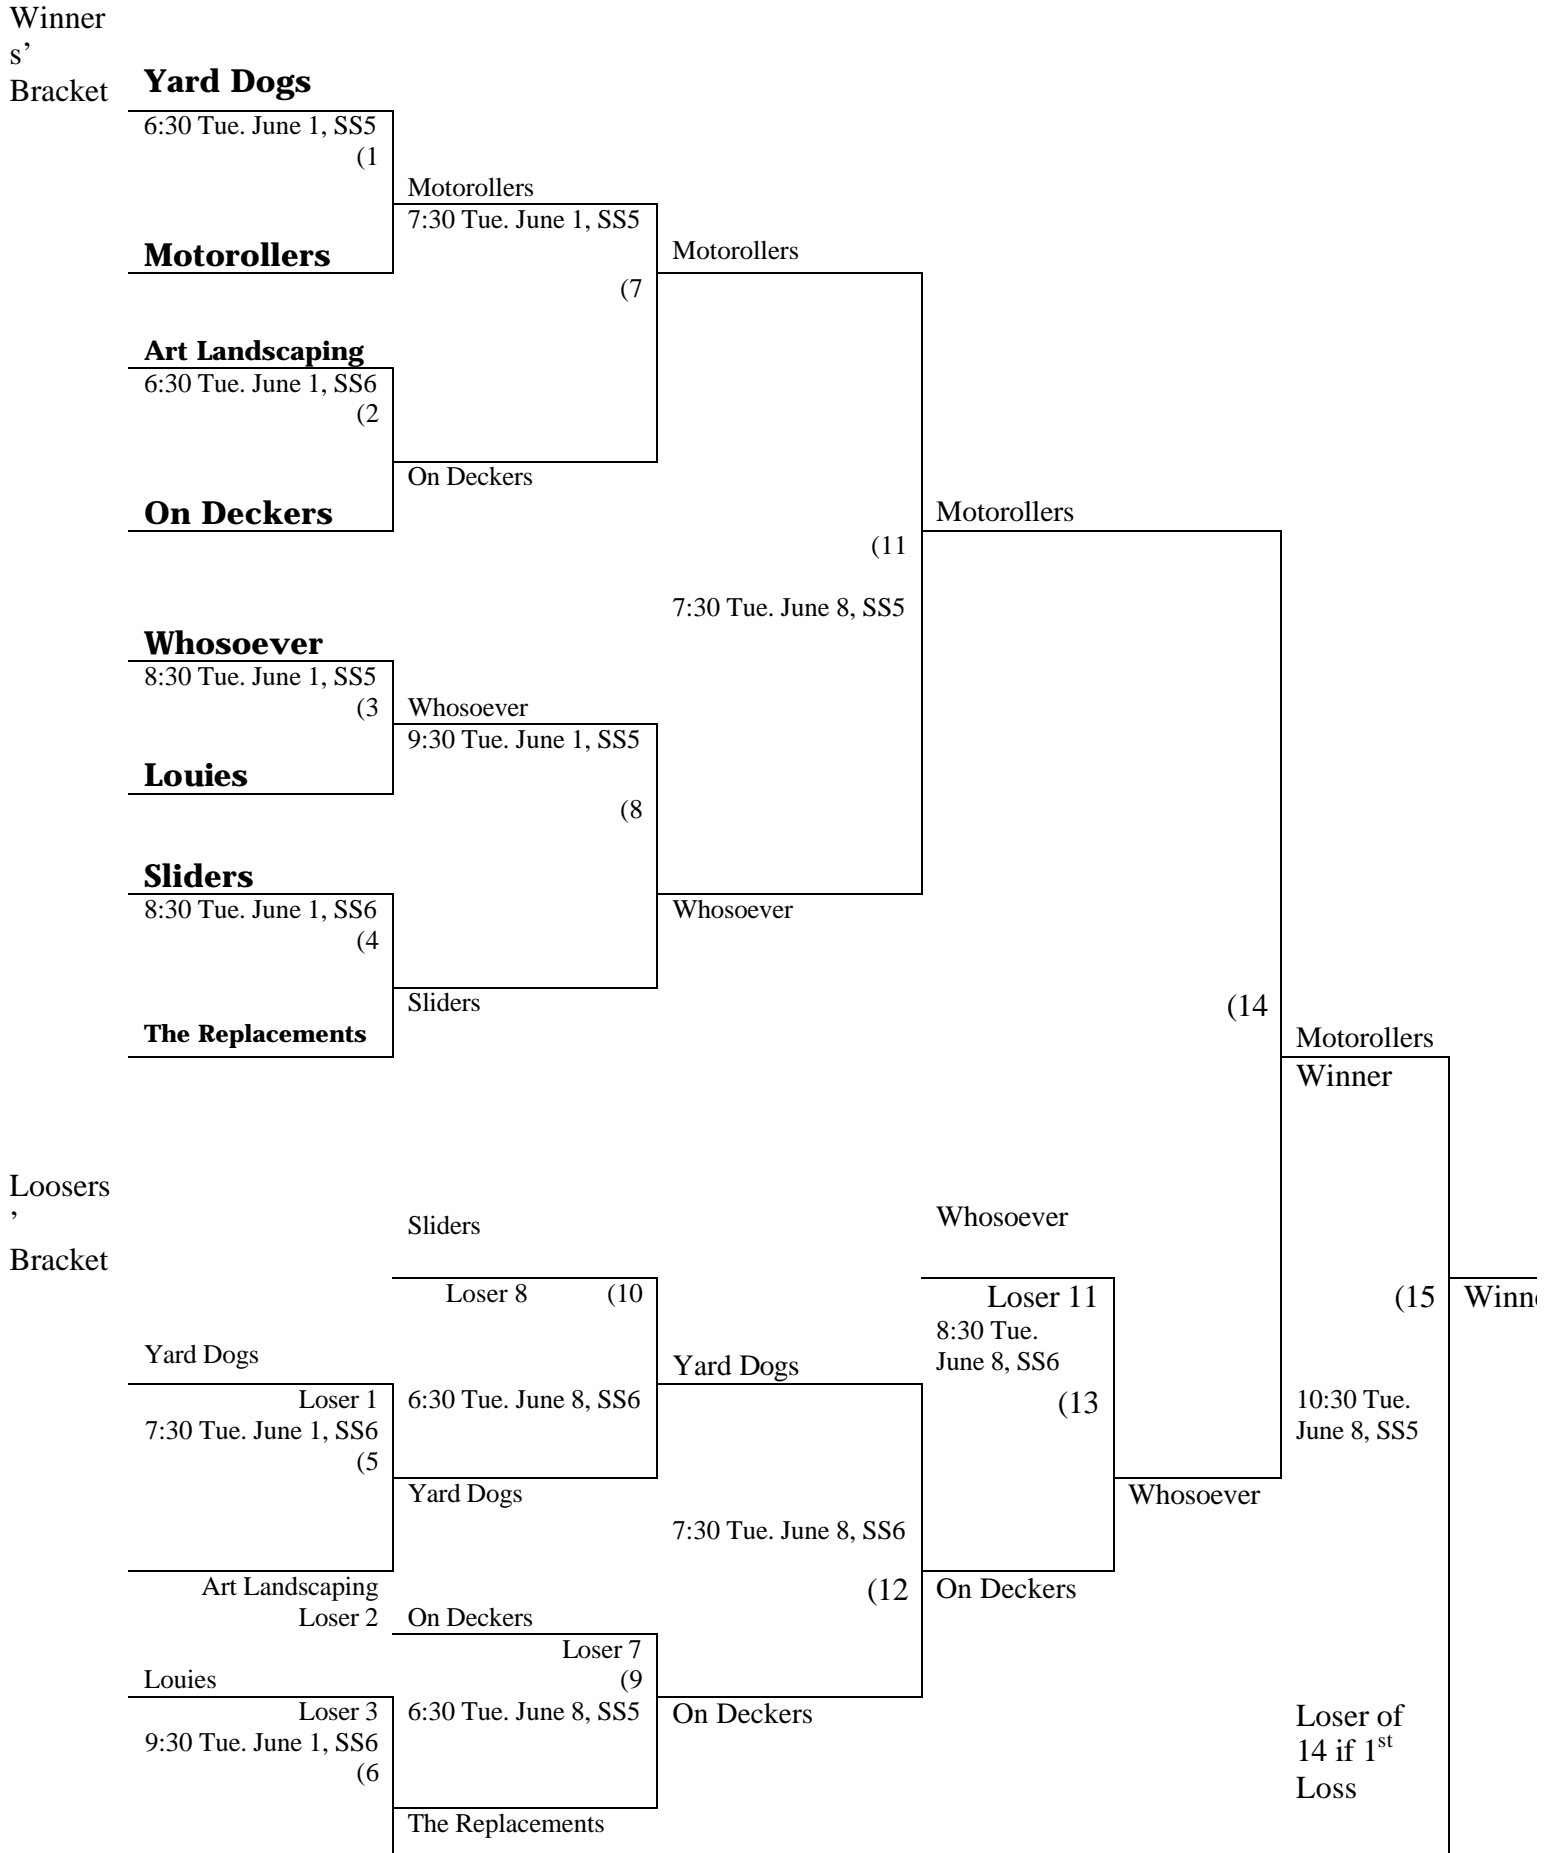 Winner
s’
Bracket
Yard Dogs
6:30 Tue. June 1, SS5
(1
Motorollers
7:30 Tue. June 1, SS5
Motorollers
Motorollers
(7
Art Landscaping
6:30 Tue. June 1, SS6
(2
On Deckers
On Deckers
Motorollers
(11
7:30 Tue. June 8, SS5
Whosoever
8:30 Tue. June 1, SS5
(3
Whosoever
9:30 Tue. June 1, SS5
Louies
(8
Sliders
8:30 Tue. June 1, SS6
(4
Whosoever
Sliders
The Replacements
(14
Motorollers
Winner
Loosers
’
Bracket
Sliders
Whosoever
Loser 8 (10
Loser 11
8:30 Tue.
June 8, SS6
(13
(15
Yard Dogs
Loser 1
7:30 Tue. June 1, SS6
(5
6:30 Tue. June 8, SS6
Yard Dogs
10:30 Tue.
June 8, SS5
Yard Dogs
Whosoever
7:30 Tue. June 8, SS6
(12
On Deckers
Art Landscaping
Loser 2
On Deckers
Loser 7
(9
Louies
Loser 3
9:30 Tue. June 1, SS6
(6
6:30 Tue. June 8, SS5
On Deckers
Loser of
14 if 1st
Loss
The Replacements